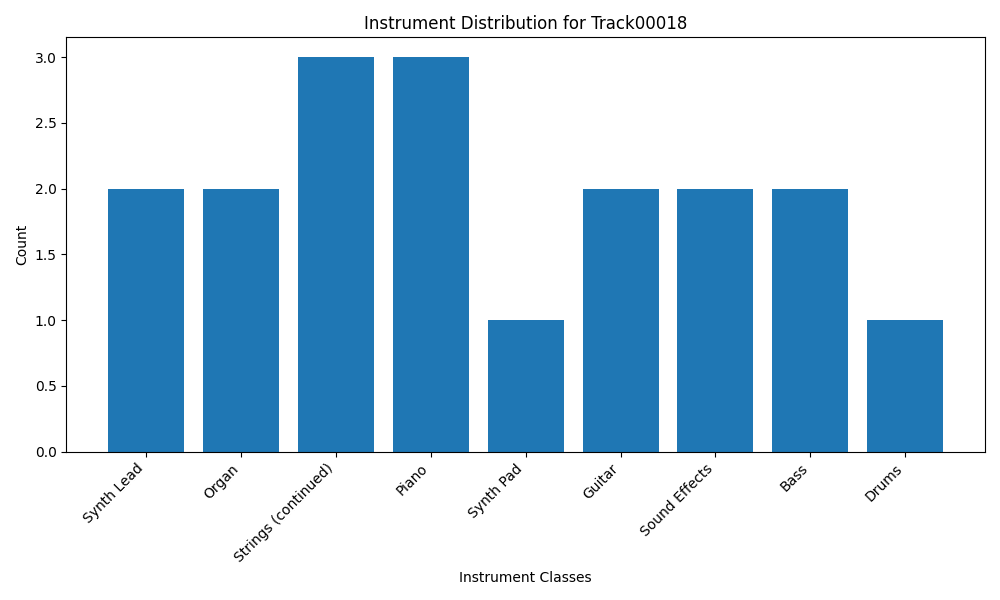 Instrument Distribution for Track00018
3.0
2.5
2.0
1.5
1.0
0.5
0.0
Count
Synth Lead
Organ
Strings (continued)
Piano
Synth Pad
Guitar
Sound Effects
Bass
Drums
Instrument Classes